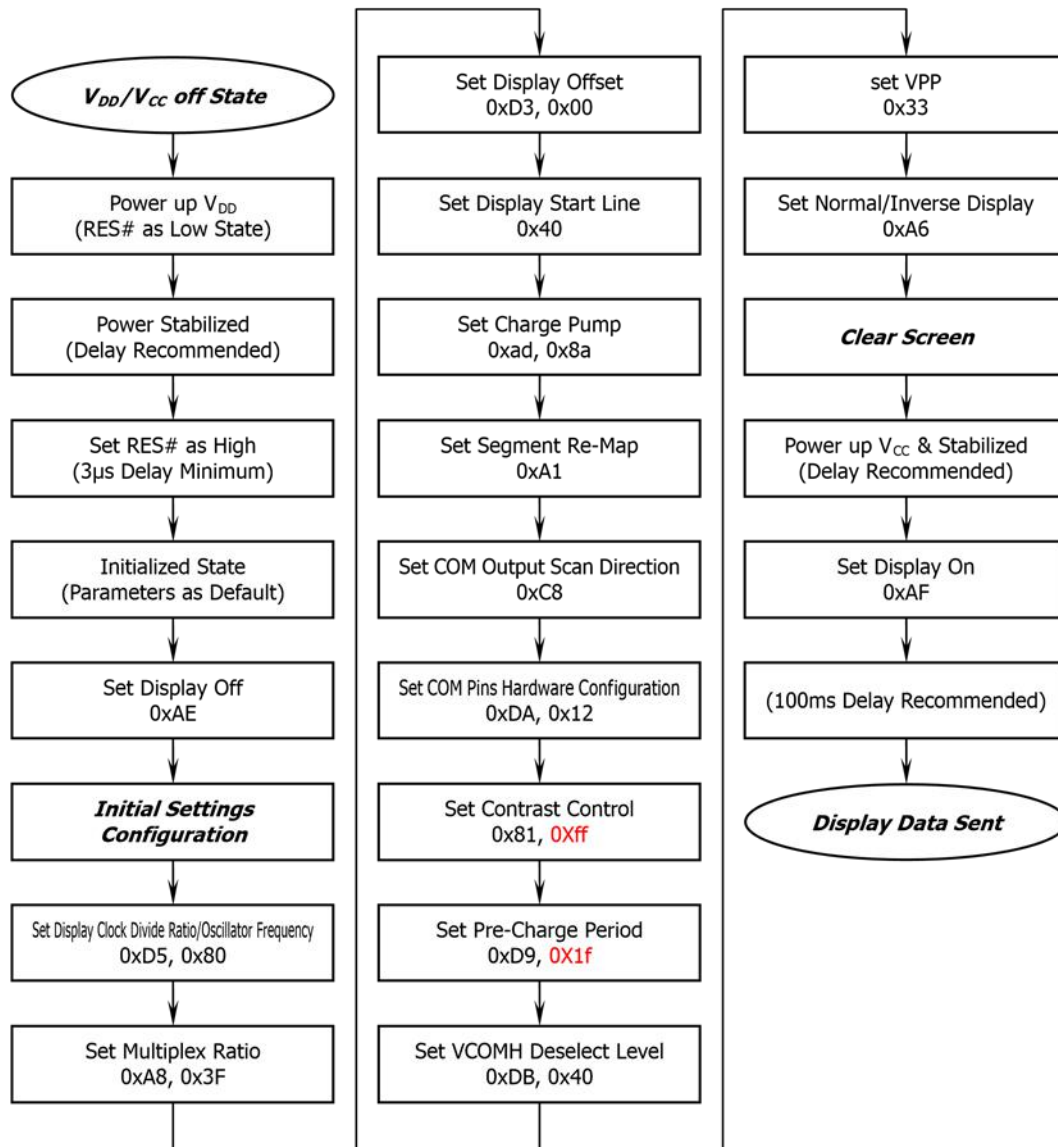 V_DD/V_CC off State
Power up V_DD
(RES# as Low State)
Power Stabilized
(Delay Recommended)
Set RES# as High
(3µs Delay Minimum)
Initialized State
(Parameters as Default)
Set Display Off
0xAE
Initial Settings
Configuration
Set Display Clock Divide Ratio/Oscillator Frequency
0xD5, 0x80
Set Multiplex Ratio
0xA8, 0x3F
Set Display Offset
0xD3, 0x00
Set Display Start Line
0x40
Set Charge Pump
0xad, 0x8a
Set Segment Re-Map
0xA1
Set COM Output Scan Direction
0xC8
Set COM Pins Hardware Configuration
0xDA, 0x12
Set Contrast Control
0x81, 0Xff
Set Pre-Charge Period
0xD9, 0X1f
Set VCOMH Deselect Level
0xDB, 0x40
set VPP
0x33
Set Normal/Inverse Display
0xA6
Clear Screen
Power up V_CC & Stabilized
(Delay Recommended)
Set Display On
0xAF
(100ms Delay Recommended)
Display Data Sent